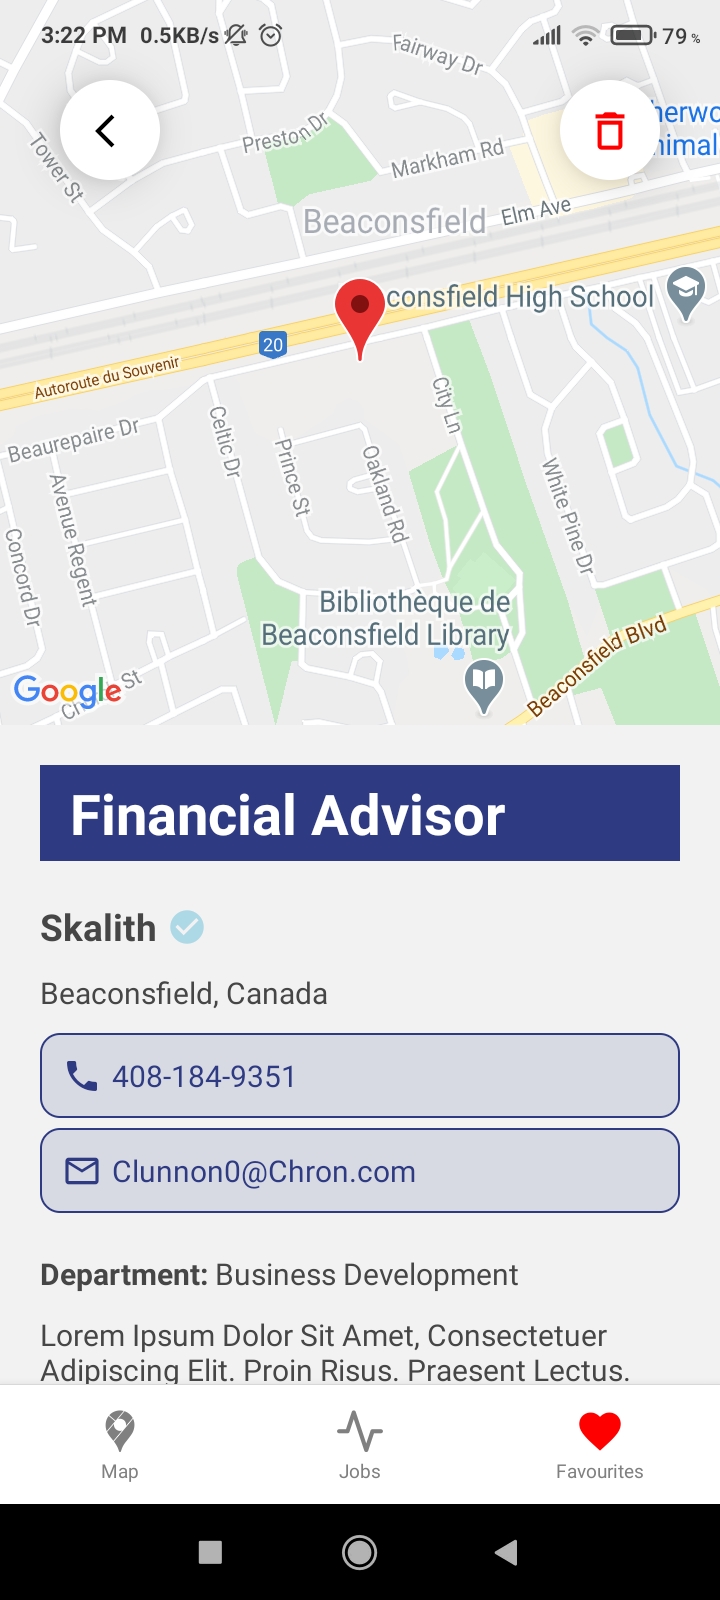 3:22 PM 0.5KB/s 79%
Fairway Dr
Preston Dr
Tower St
Markham Rd
Elm Ave
Beaconsfield
consfield High School
20
Autoroute du Souvenir
Beaurepaire Dr
Celtic Dr
City Ln
Prince St
Oakland Rd
White Pine Dr
Avenue Regent
Concord Dr
Bibliothèque de
Beaconsfield Library
Beaconsfield Blvd
Google
St
Financial Advisor
Skalith
Beaconsfield, Canada
408-184-9351
Clunnon0@Chron.com
Department: Business Development
Lorem Ipsum Dolor Sit Amet, Consectetuer
Adipiscing Elit. Proin Risus. Praesent Lectus.
Map Jobs Favourites